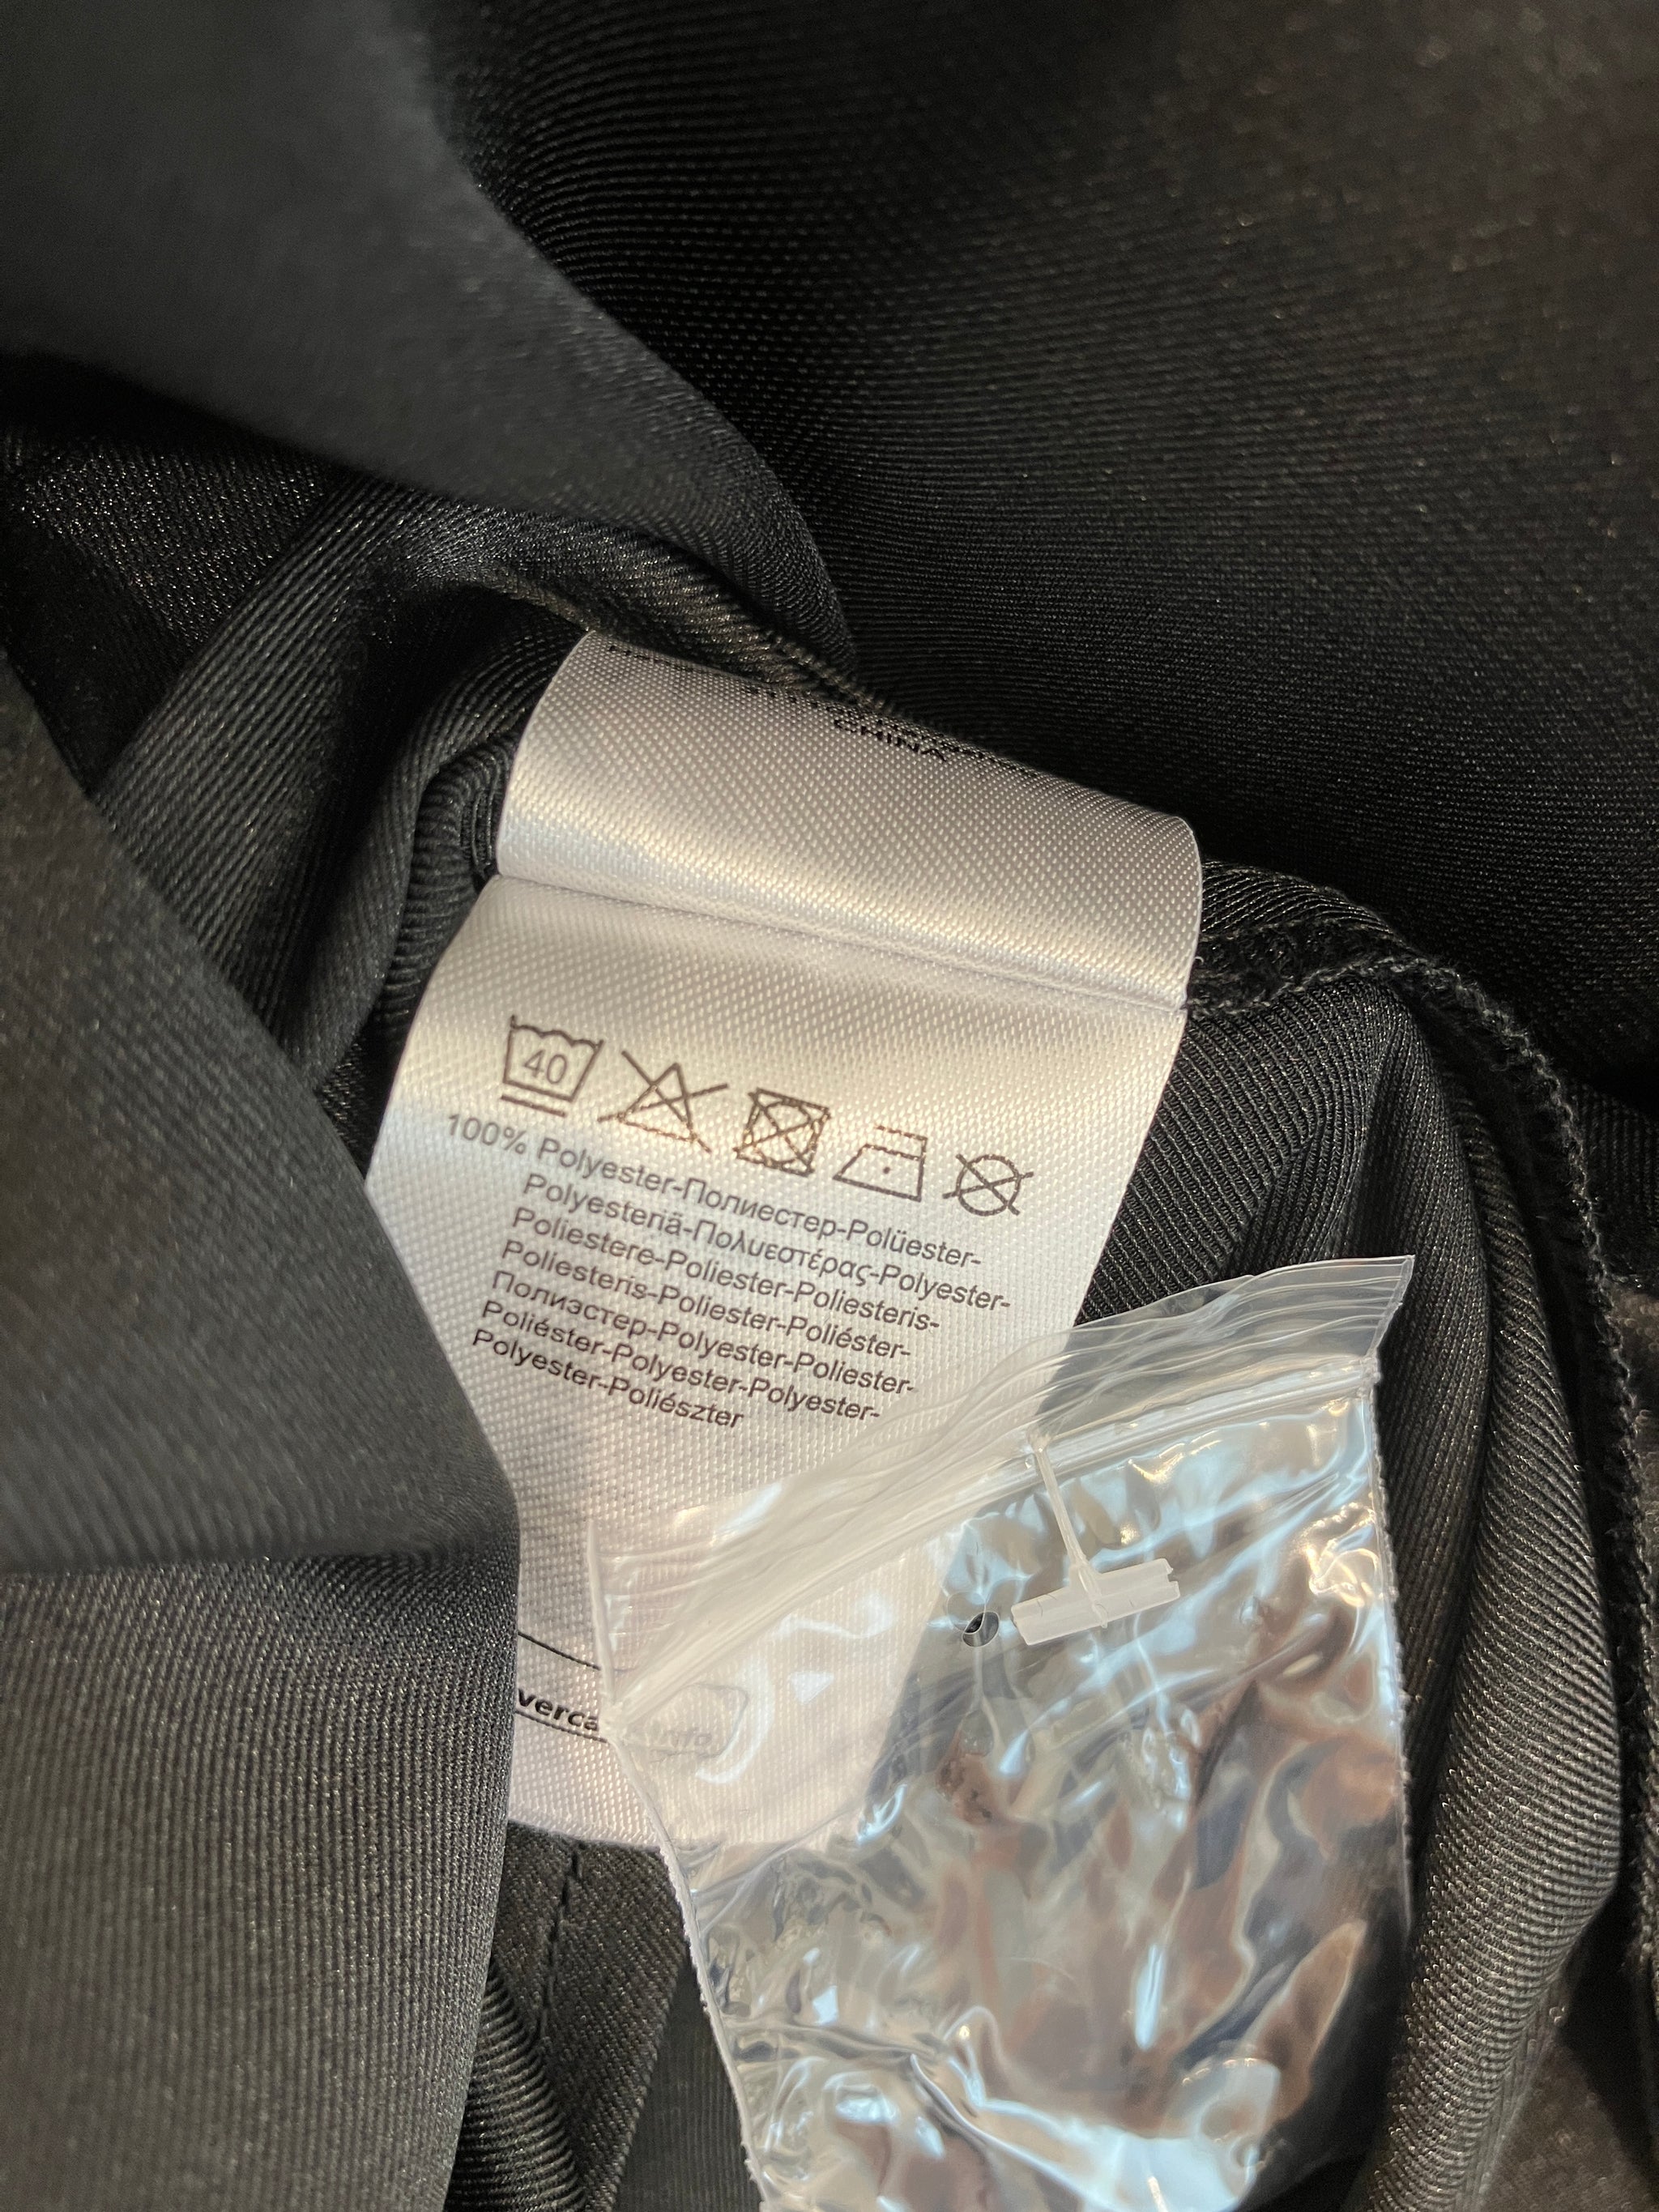 CHINA
40
100% Polyester-Полиестер-Polüester-
Polyesteriä-Πολυεστέρας-Polyester-
Poliestere-Poliester-Poliesteris-
Poliesteris-Poliester-Poliéster-
Полиэстер-Polyester-Poliester-
Poliéster-Polyester-Polyester-
Polyester-Poliészter